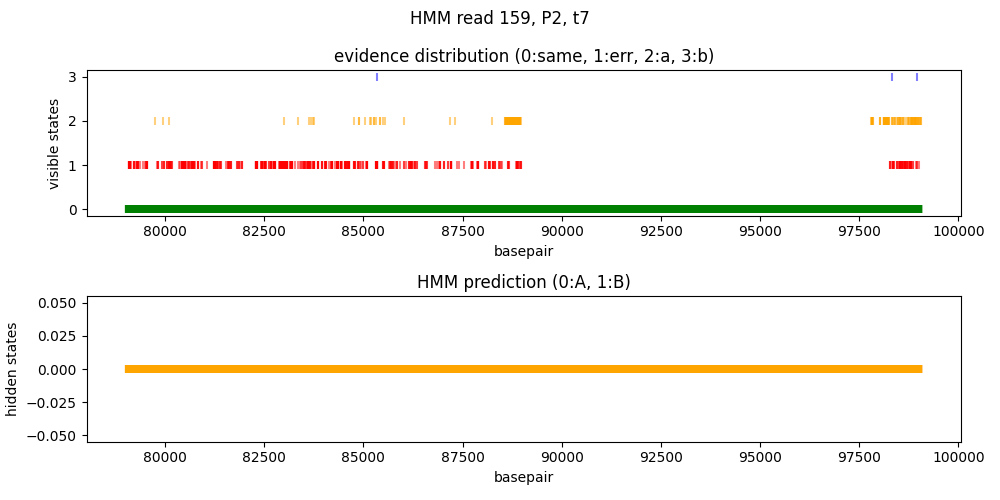 HMM read 159, P2, t7
evidence distribution (0:same, 1:err, 2:a, 3:b)
visible states
3
2
1
0
80000 82500 85000 87500 90000 92500 95000 97500 100000
basepair
HMM prediction (0:A, 1:B)
hidden states
0.050
0.025
0.000
−0.025
−0.050
80000 82500 85000 87500 90000 92500 95000 97500 100000
basepair